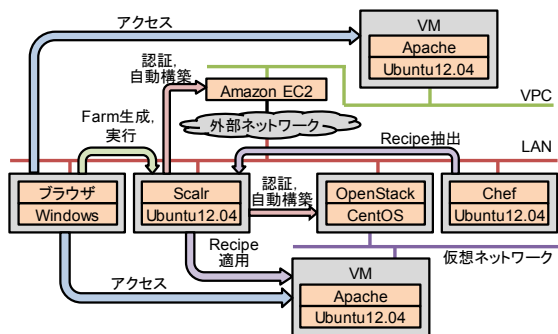 アクセス
VM
Apache
Ubuntu12.04
認証,
自動構築
Amazon EC2
VPC
Farm生成,
実行
外部ネットワーク
Recipe抽出
LAN
ブラウザ
Windows
Scalr
Ubuntu12.04
認証,
自動構築
OpenStack
CentOS
Chef
Ubuntu12.04
Recipe
適用
仮想ネットワーク
アクセス
VM
Apache
Ubuntu12.04